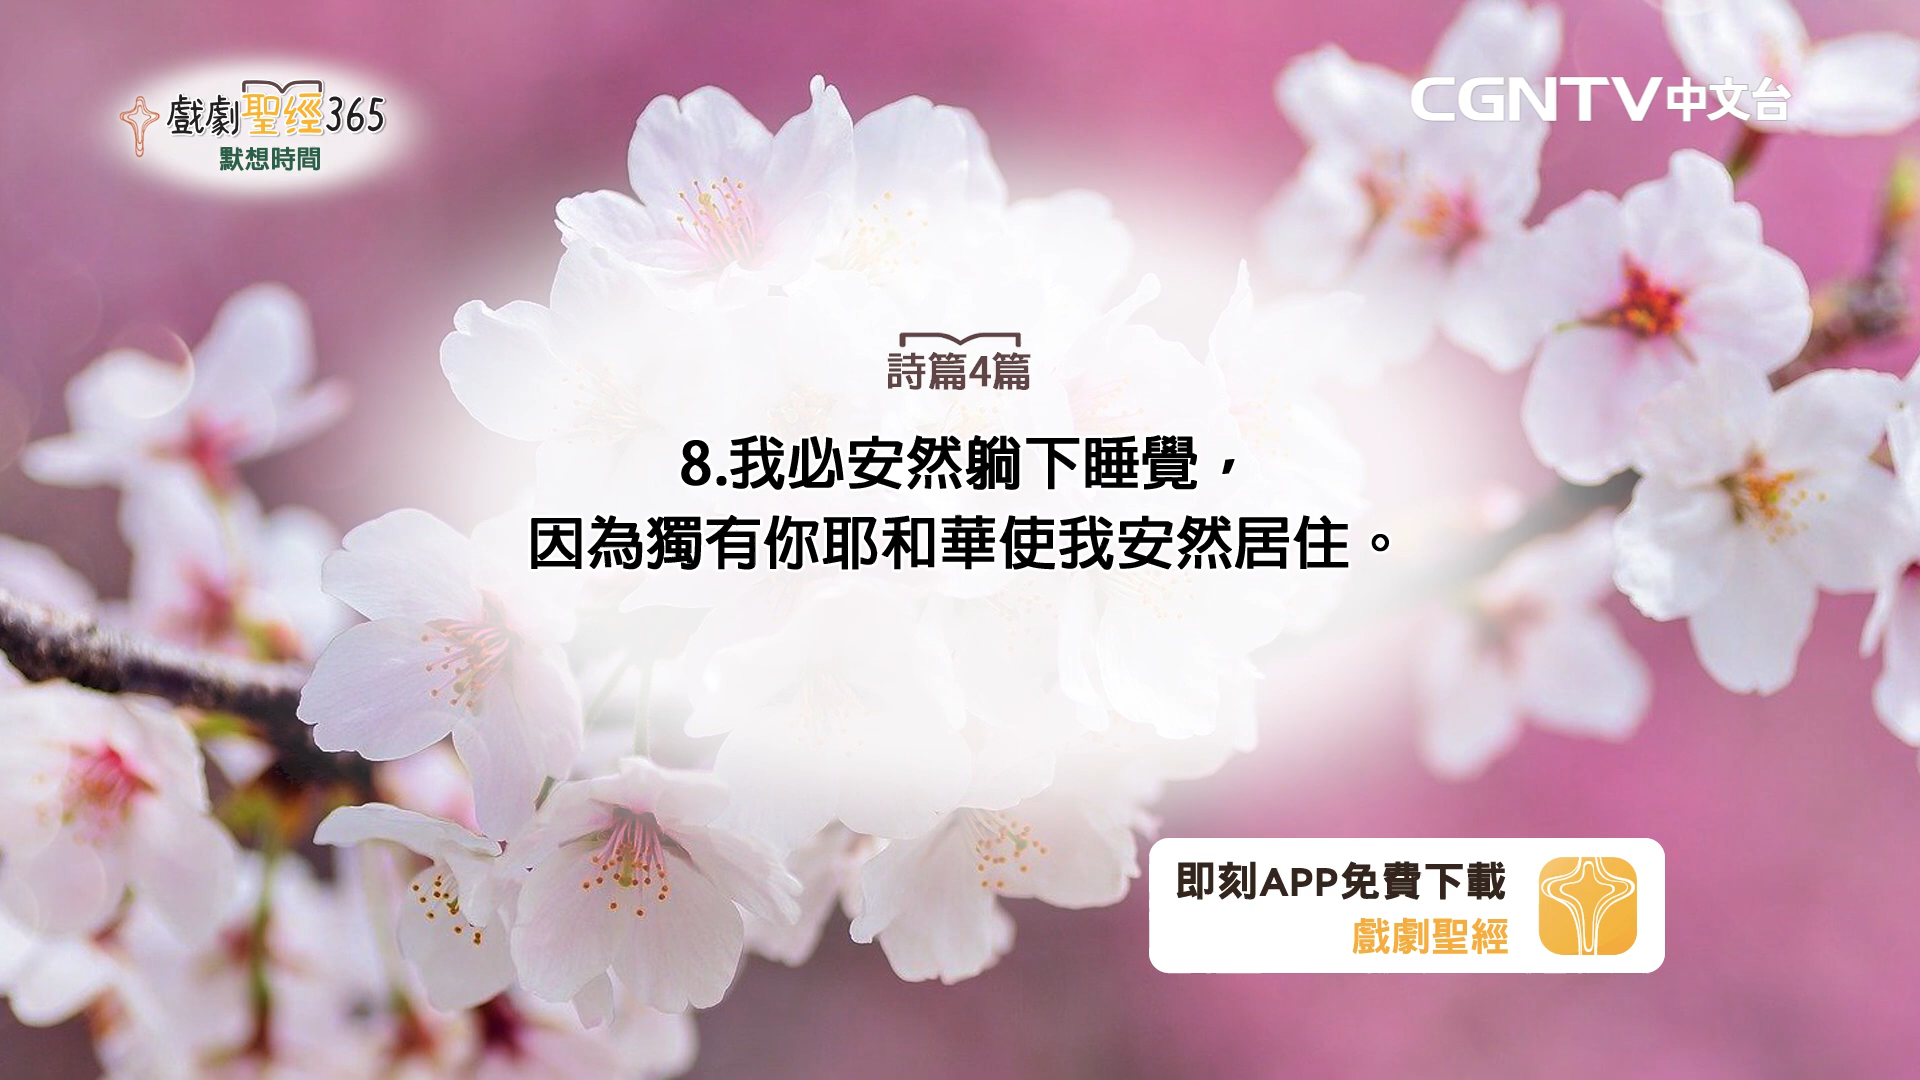 戲劇聖經365
默想時間
CGNTV中文台
詩篇4篇
8.我必安然躺下睡覺，
因為獨有你耶和華使我安然居住。
即刻APP免費下載
戲劇聖經